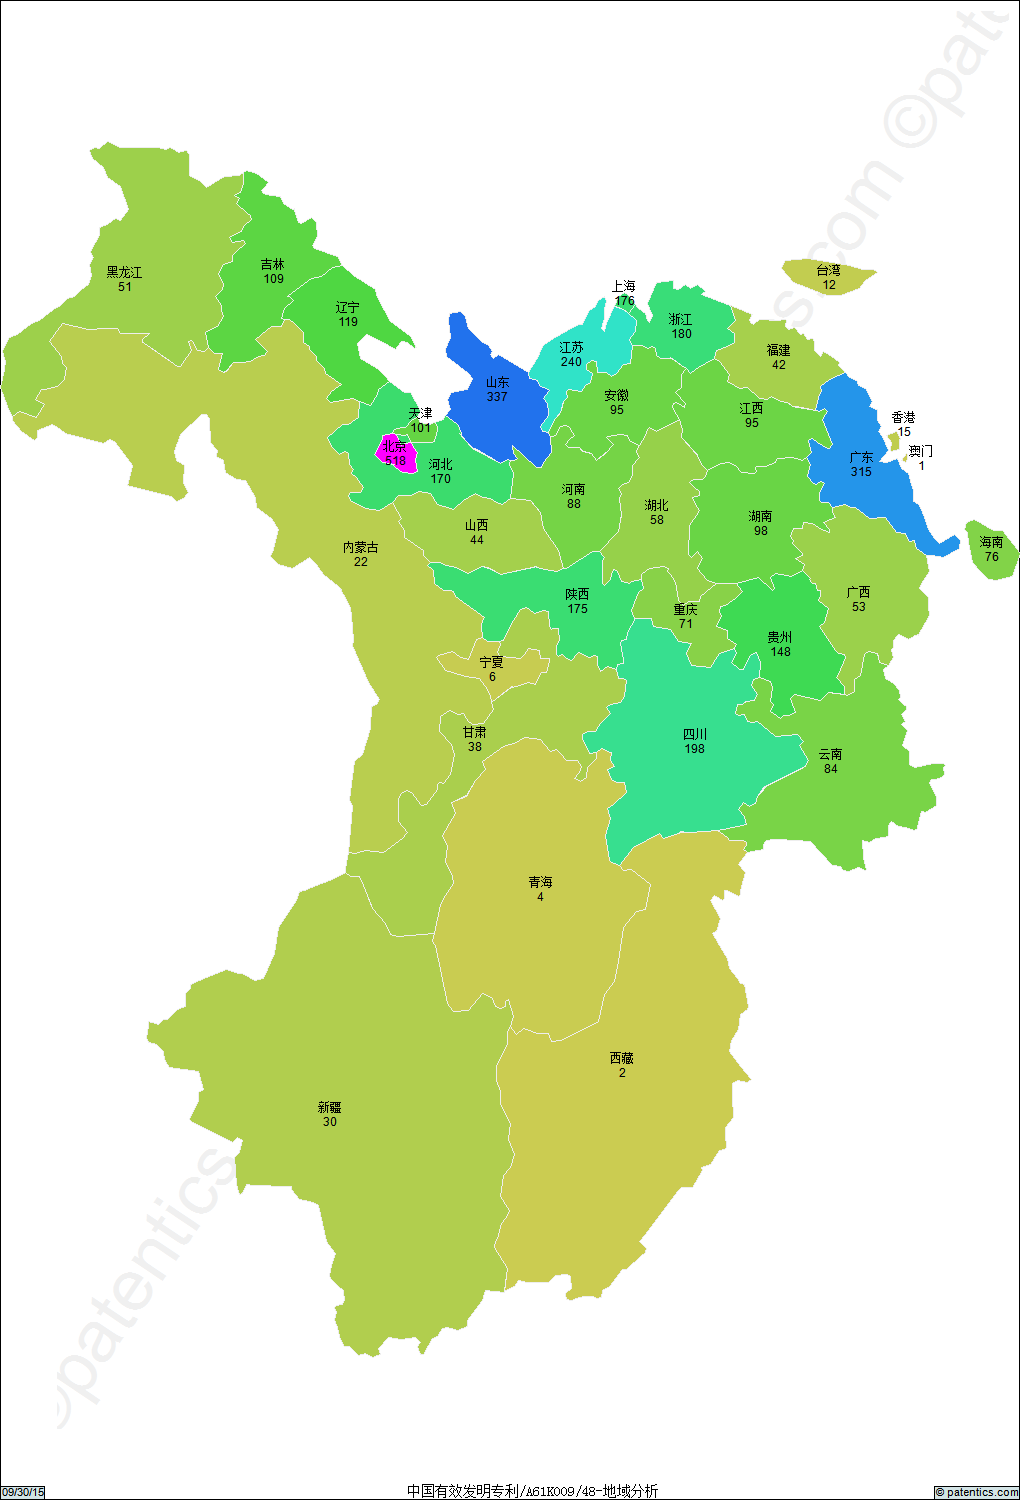 ©patentics.com ©pate
黑龙江
51
吉林
109
辽宁
119
台湾
12
上海
176
浙江
180
江苏
240
福建
42
山东
337
安徽
95
江西
95
天津
101
香港
15
北京
518
河北
170
广东
315
澳门
1
河南
88
湖北
58
湖南
98
山西
44
内蒙古
22
海南
76
陕西
175
重庆
71
广西
53
贵州
148
宁夏
6
甘肃
38
四川
198
云南
84
青海
4
西藏
2
新疆
30
©patentics
09/30/15
中国有效发明专利/A61K009/48-地域分析
© patentics.com